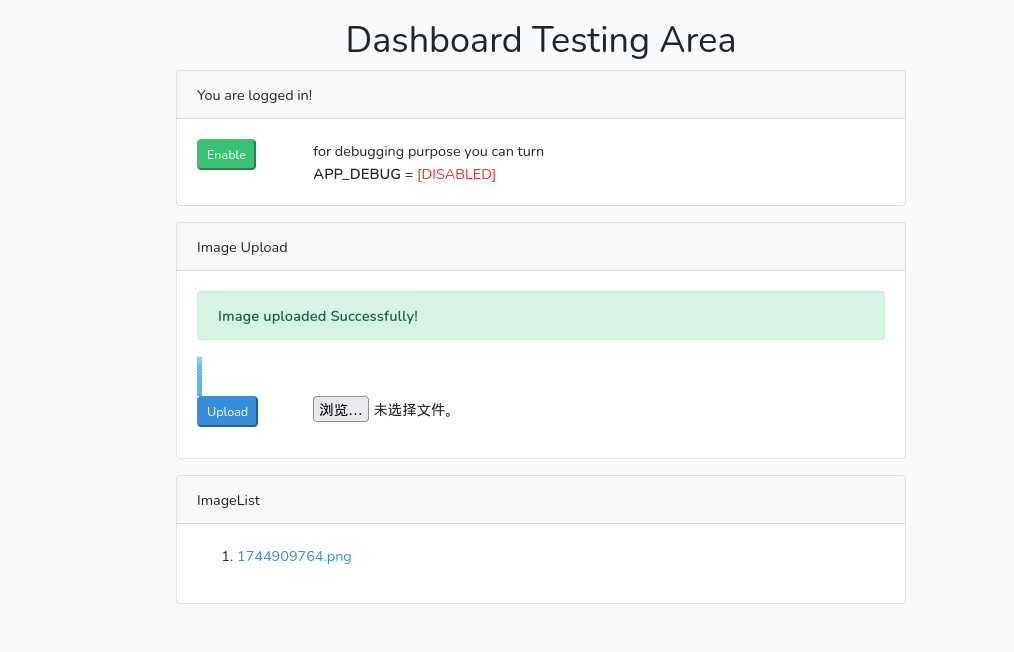 Dashboard Testing Area
You are logged in!
Enable
for debugging purpose you can turn
APP_DEBUG = [DISABLED]
Image Upload
Image uploaded Successfully!
Upload
浏览… 未选择文件。
ImageList
1. 1744909764.png